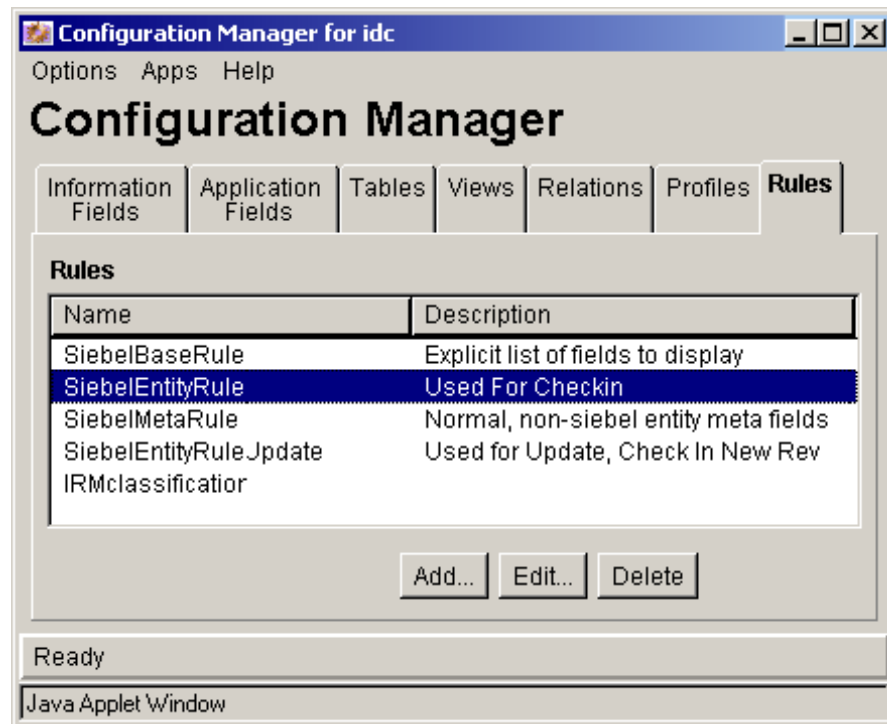 Configuration Manager for idc
Options Apps Help
Configuration Manager
Information Fields Application Fields Tables Views Relations Profiles Rules
Rules
Name Description
SiebelBaseRule Explicit list of fields to display
SiebelEntityRule Used For Checkin
SiebelMetaRule Normal, non-siebel entity meta fields
SiebelEntityRuleJpdate Used for Update, Check In New Rev
IRMclassificatior
Add... Edit... Delete
Ready
Java Applet Window